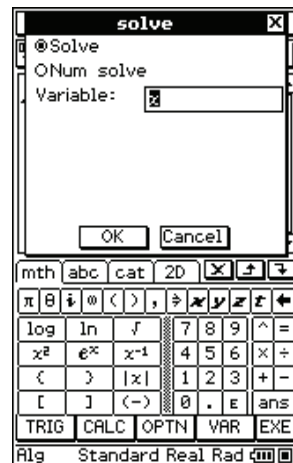 solve X
Solve
Num solve
Variable: x
OK Cancel
mth abc cat 2D
π θ i ∞ ( ) , ⇒ x y z t ←
log ln √ 7 8 9 ^ =
x² eˣ x⁻¹ 4 5 6 × ÷
{ } |x| 1 2 3 + −
[ ] (−) 0 . E ans
TRIG CALC OPTN VAR EXE
Alg Standard Real Rad